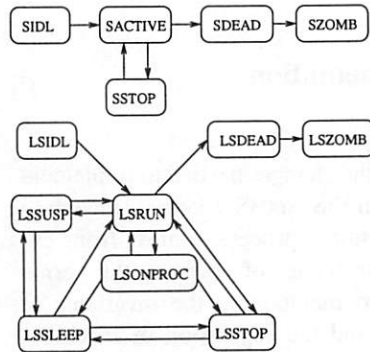 SIDL SACTIVE SDEAD SZOMB
SSTOP
LSIDL LSDEAD LSZOMB
LSSUSP LSRUN
LSONPROC
LSSLEEP LSSTOP